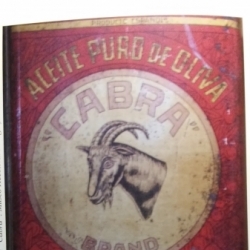 ACEITE PURO DE OLIVA
"CABRA"
BRAND